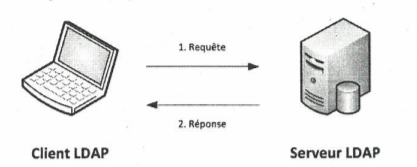 1. Requête
2. Réponse
Client LDAP
Serveur LDAP